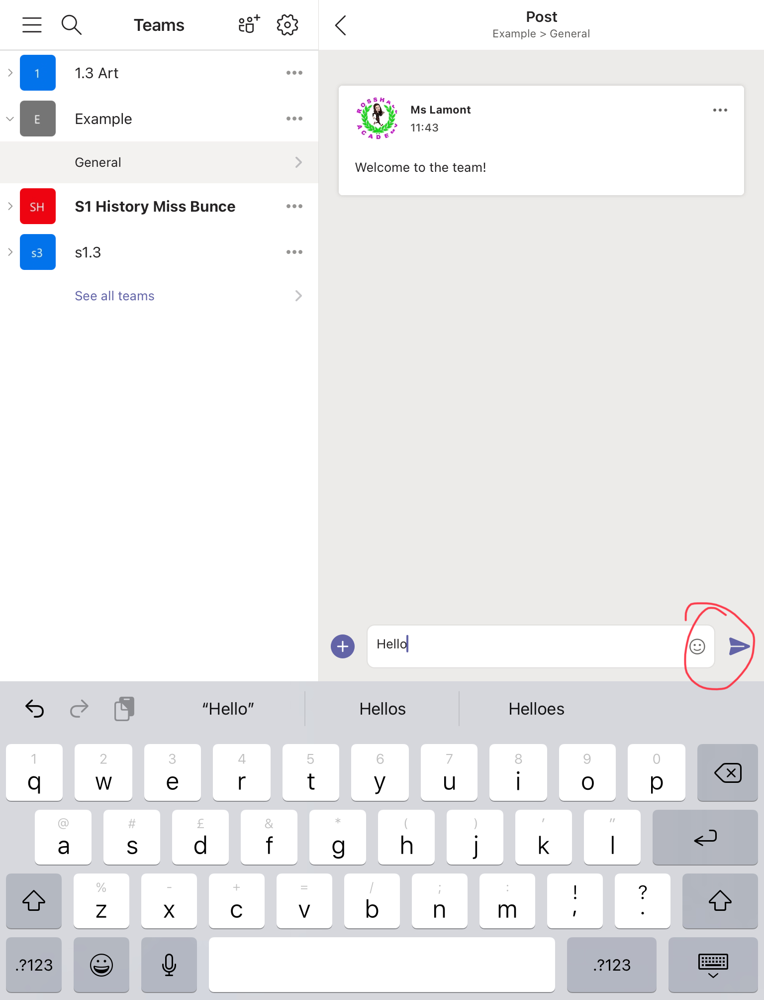 Teams
1 1.3 Art
E Example
General
SH S1 History Miss Bunce
s3 s1.3
See all teams
Post
Example > General
ROSSHALL ACADEMY
Ms Lamont
11:43
Welcome to the team!
Hello
“Hello” Hellos Helloes
1 2 3 4 5 6 7 8 9 0
q w e r t y u i o p
@ # £ & * ( ) ' "
a s d f g h j k l
% - + = / ; : ! ?
z x c v b n m , .
.?123 .?123